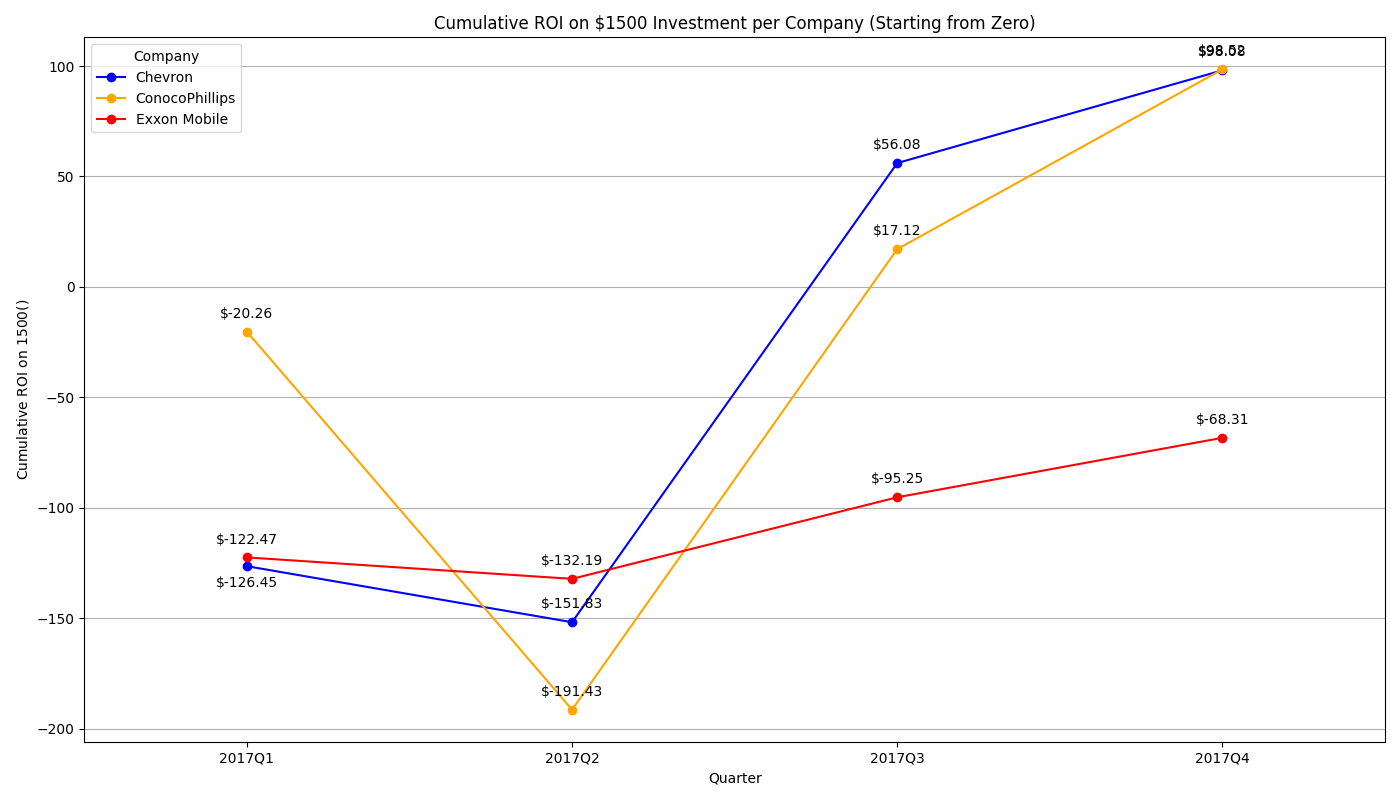 Cumulative ROI on $1500 Investment per Company (Starting from Zero)
Company
Chevron
ConocoPhillips
Exxon Mobile
100
50
0
−50
−100
−150
−200
Cumulative ROI on 1500()
$56.08
$17.12
$-20.26
$-68.31
$-95.25
$-122.47
$-132.19
$-126.45
$-151.83
$-191.43
2017Q1
2017Q2
2017Q3
2017Q4
Quarter